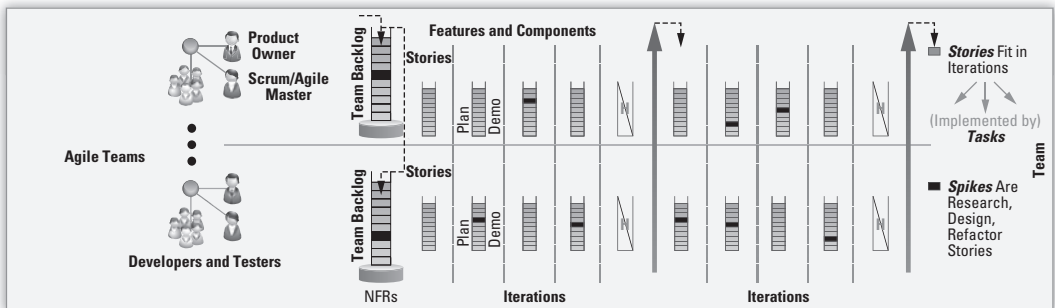 Product
Owner
Scrum/Agile
Master
Agile Teams
Developers and Testers
Team Backlog
Features and Components
Stories
Plan
Demo
H
H
Stories Fit in
Iterations
(Implemented by)
Tasks
Team
Team Backlog
Stories
Plan
Demo
H
H
Spikes Are
Research,
Design,
Refactor
Stories
NFRs
Iterations
Iterations